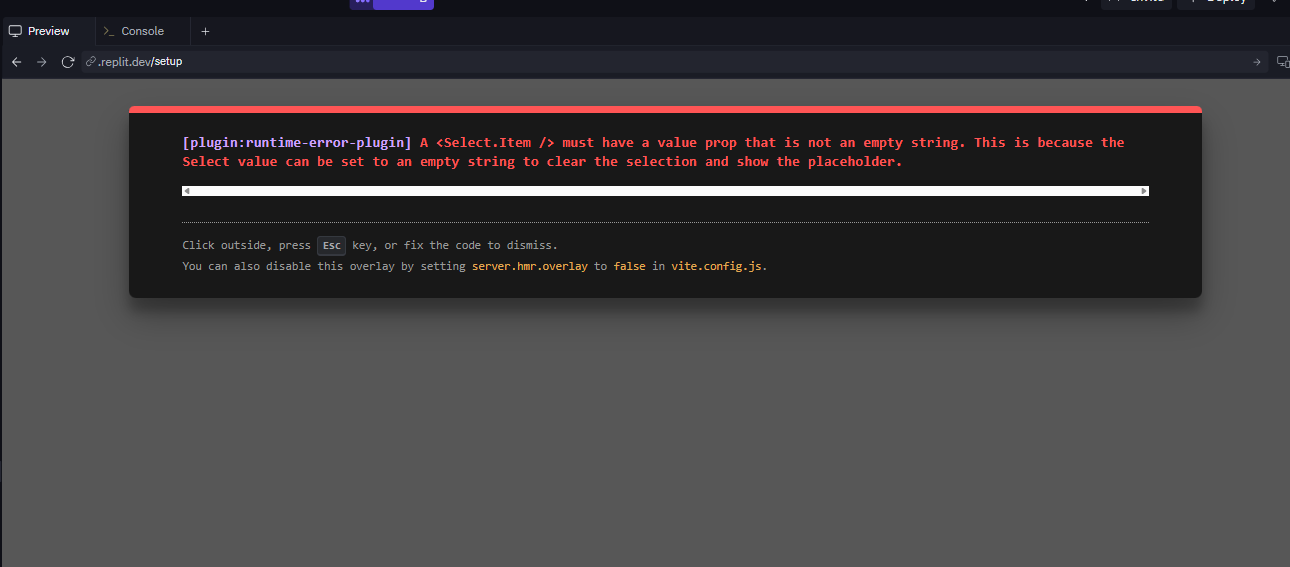 Preview
Console
.replit.dev/setup
[plugin:runtime-error-plugin] A <Select.Item /> must have a value prop that is not an empty string. This is because the
Select value can be set to an empty string to clear the selection and show the placeholder.
Click outside, press Esc key, or fix the code to dismiss.
You can also disable this overlay by setting server.hmr.overlay to false in vite.config.js.